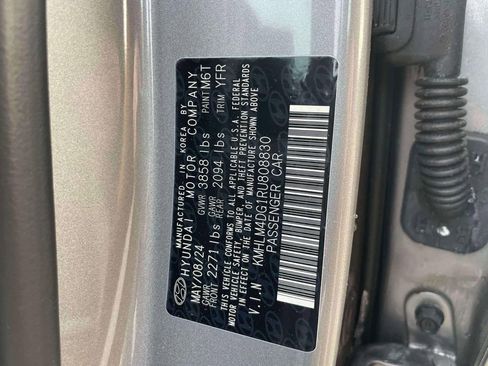 MANUFACTURED IN KOREA BY
HYUNDAI MOTOR COMPANY
MAY/08/24 GVWR 3858 lbs PAINT M6T
GAWR FRONT 2271 lbs GAWR REAR 2094 lbs TRIM YFR
THIS VEHICLE CONFORMS TO ALL APPLICABLE U.S.A. FEDERAL
MOTOR VEHICLE SAFETY, BUMPER, AND THEFT PREVENTION STANDARDS
IN EFFECT ON THE DATE OF MANUFACTURE SHOWN ABOVE
V.I.N KMHLM4DG1RU808830
PASSENGER CAR